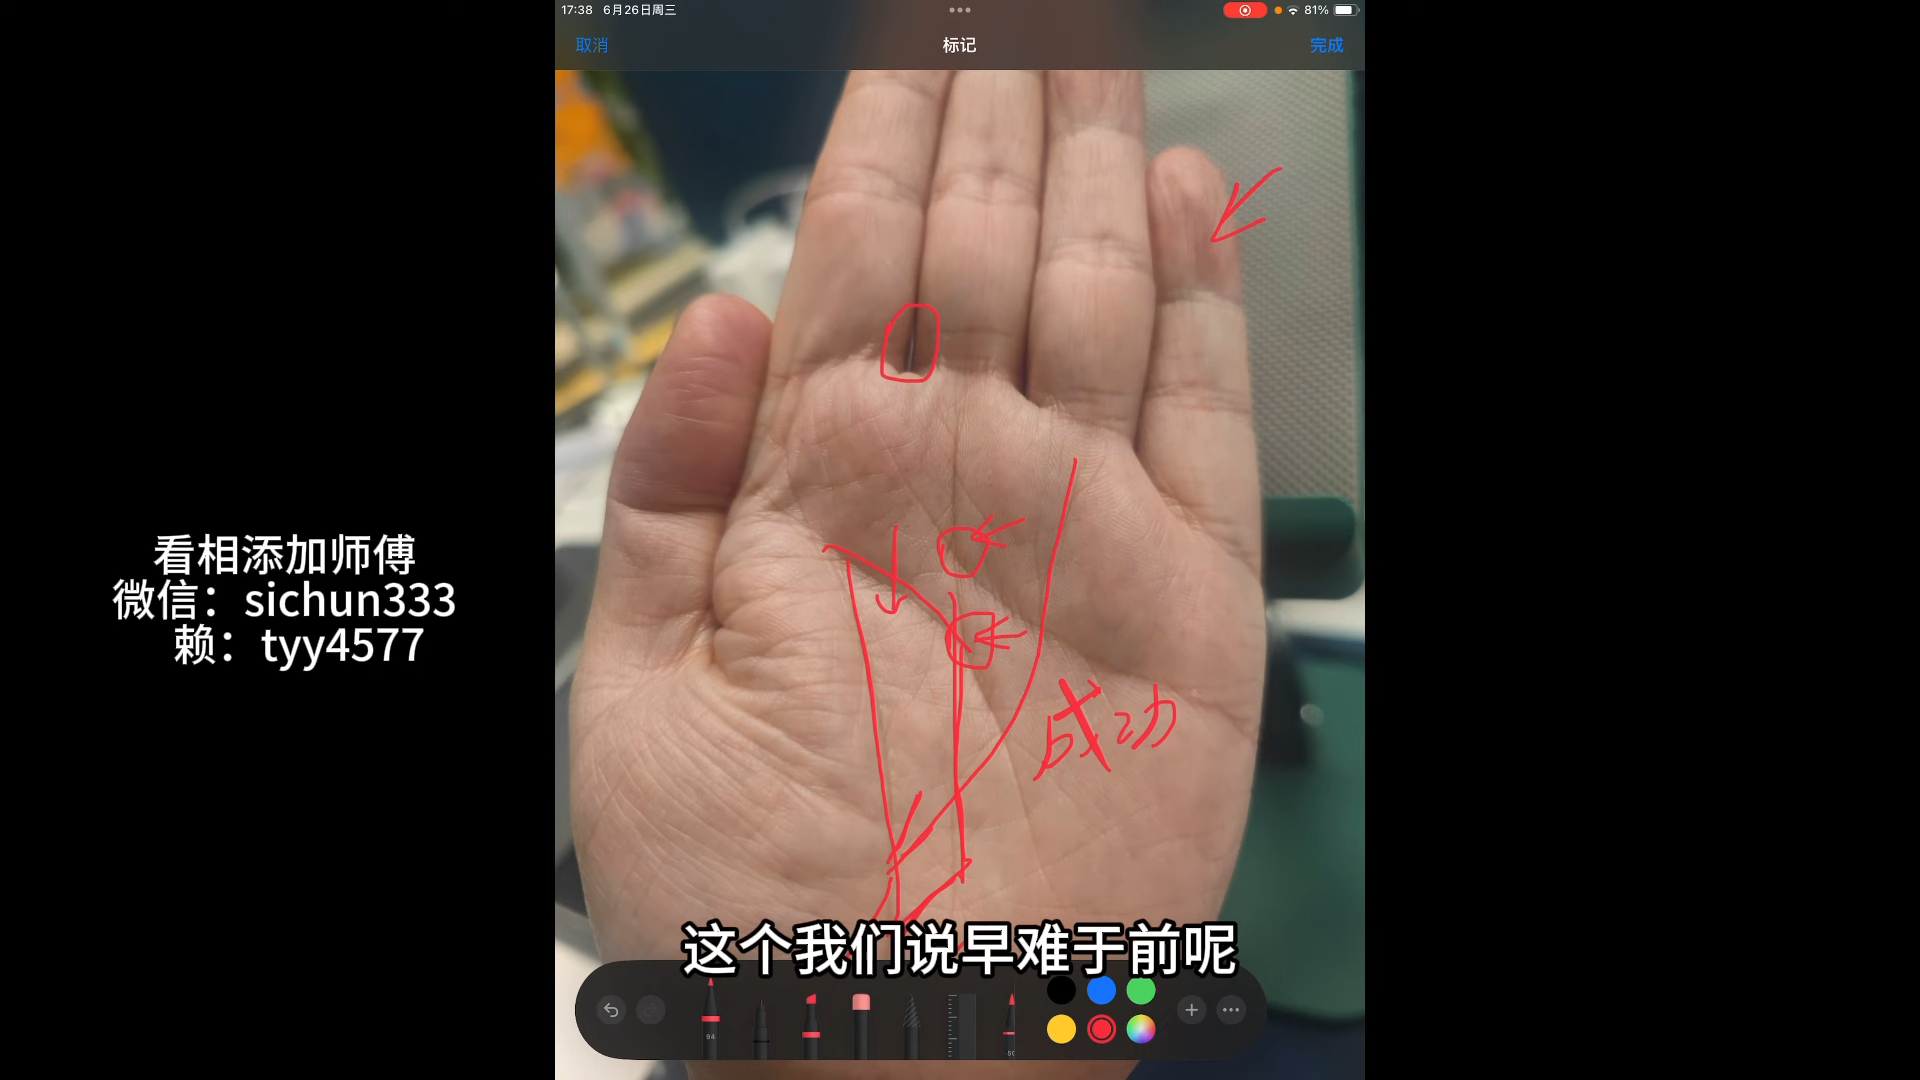 17:38 6月26日周三
81%
取消
标记
完成
看相添加师傅
微信：sichun333
赖：tyy4577
成功
这个我们说早难于前呢
94
50